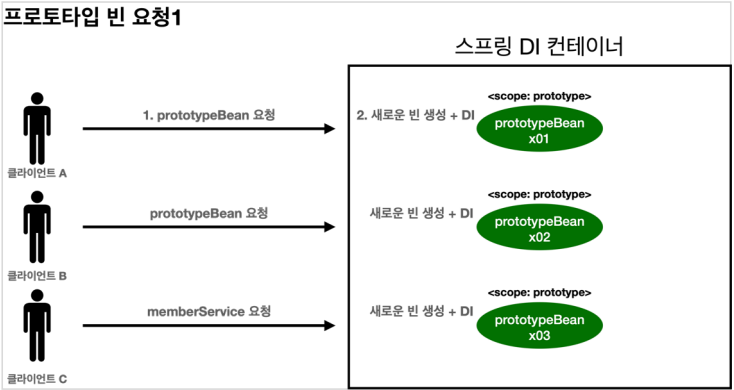 프로토타입 빈 요청1
스프링 DI 컨테이너
<scope: prototype>
1. prototypeBean 요청
2. 새로운 빈 생성 + DI
prototypeBean
x01
클라이언트 A
<scope: prototype>
prototypeBean 요청
새로운 빈 생성 + DI
prototypeBean
x02
클라이언트 B
<scope: prototype>
memberService 요청
새로운 빈 생성 + DI
prototypeBean
x03
클라이언트 C